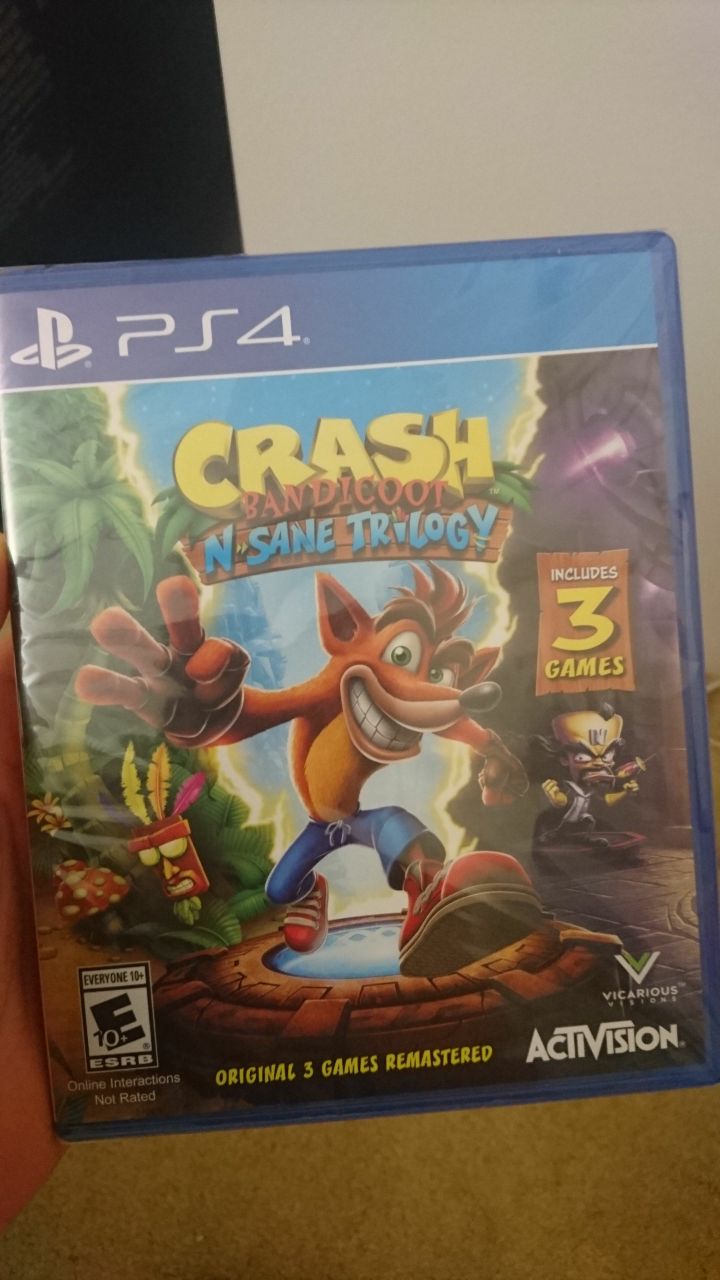 PS4
CRASH
BANDICOOT
N. SANE TRILOGY
INCLUDES
3
GAMES
EVERYONE 10+
E
10+
ESRB
Online Interactions
Not Rated
ORIGINAL 3 GAMES REMASTERED
VICARIOUS
VISIONS
ACTIVISION